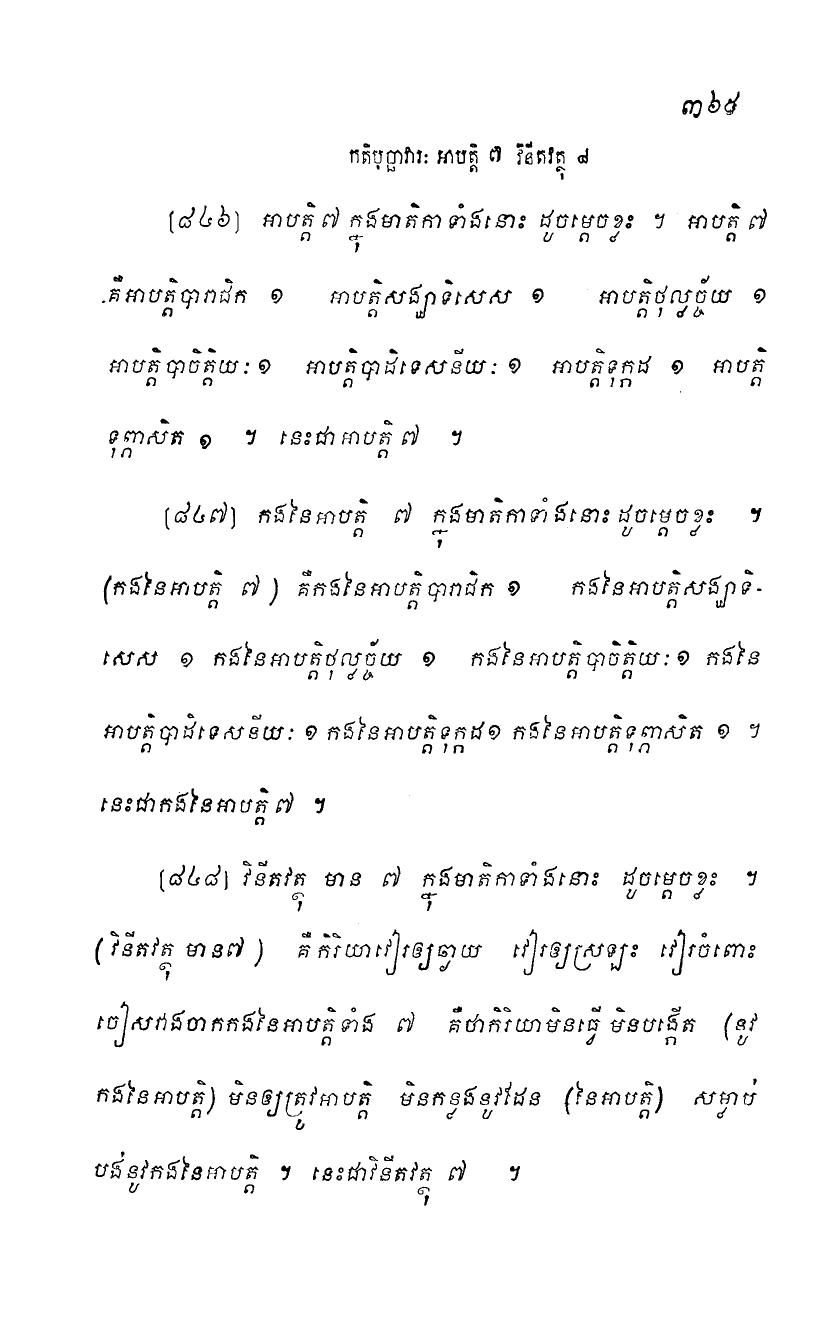 ៣៦៥
កតិបុច្ឆាវារៈ អាបត្តិ ៧ វិនីតវត្ថុ ៨
[៨៤៦] អាបត្តិ ៧ ក្នុងមាតិកាទាំងនោះ ដូចម្តេចខ្លះ ។ អាបត្តិ ៧
គឺអាបត្តិបារាជិក ១ អាបត្តិសង្ឃាទិសេស ១ អាបត្តិថុល្លច្ច័យ ១
អាបត្តិបាចិត្តិយៈ ១ អាបត្តិបាដិទេសនីយៈ ១ អាបត្តិទុក្កដ ១ អាបត្តិ
ទុព្ភាសិត ១ ។ នេះជាអាបត្តិ ៧ ។
[៨៤៧] កងនៃអាបត្តិ ៧ ក្នុងមាតិកាទាំងនោះ ដូចម្តេចខ្លះ ។
(កងនៃអាបត្តិ ៧ ) គឺកងនៃអាបត្តិបារាជិក ១ កងនៃអាបត្តិសង្ឃាទិ-
សេស ១ កងនៃអាបត្តិថុល្លច្ច័យ ១ កងនៃអាបត្តិបាចិត្តិយៈ ១ កងនៃ
អាបត្តិបាដិទេសនីយៈ ១ កងនៃអាបត្តិទុក្កដ ១ កងនៃអាបត្តិទុព្ភាសិត ១ ។
នេះជាកងនៃអាបត្តិ ៧ ។
[៨៤៨] វិនីតវត្ថុ មាន ៧ ក្នុងមាតិកាទាំងនោះ ដូចម្តេចខ្លះ ។
(វិនីតវត្ថុ មាន៧ ) គឺ កិរិយាវៀរឲ្យឆ្ងាយ វៀរឲ្យស្រឡះ វៀរចំពោះ
ចៀសវាងចាកកងនៃអាបត្តិទាំង ៧ គឺថាកិរិយាមិនធ្វើ មិនបង្កើត (នូវ
កងនៃអាបត្តិ) មិនឲ្យត្រូវអាបត្តិ មិនកន្លងនូវដែន (នៃអាបត្តិ) សម្លាប់
បង់នូវកងនៃអាបត្តិ ។ នេះជាវិនីតវត្ថុ ៧ ។